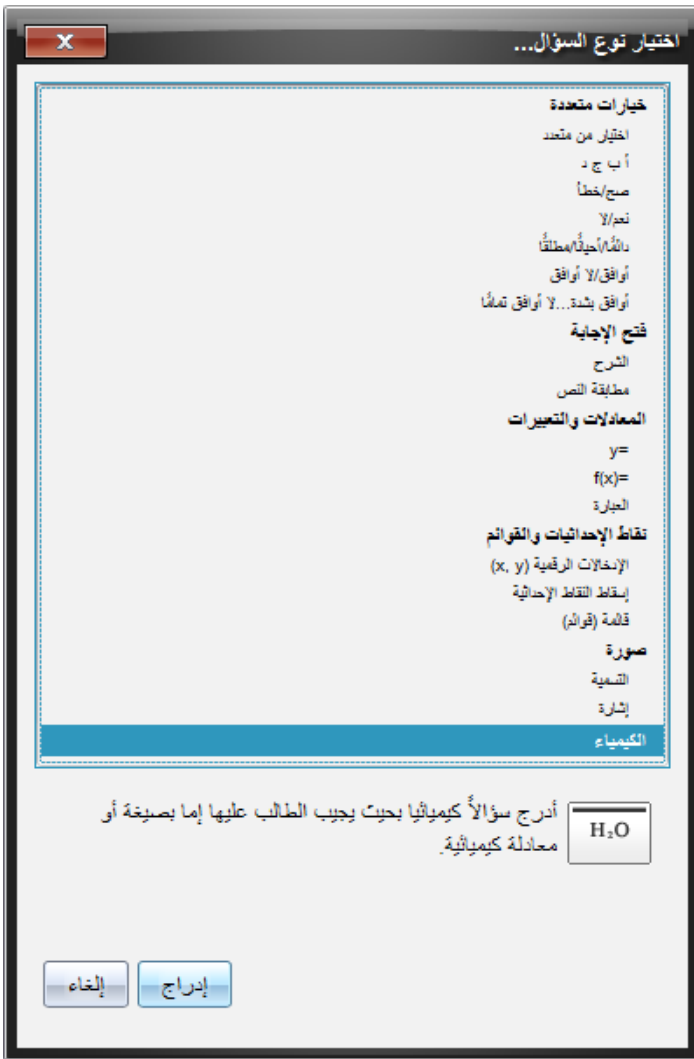 اختيار نوع السؤال...
خيارات متعددة
اختيار من متعدد
أ ب ج د
صح/خطأ
نعم/لا
دائمًا/أحيانًا/مطلقًا
أوافق/لا أوافق
أوافق بشدة...لا أوافق تمامًا
فتح الإجابة
الشرح
مطابقة النص
المعادلات والتعبيرات
y=
f(x)=
العبارة
نقاط الإحداثيات والقوائم
الإدخالات الرقمية (x, y)
إسقاط النقاط الإحداثية
قائمة (قوائم)
صورة
التسمية
إشارة
الكيمياء
H₂O
أدرج سؤالاً كيميائيا بحيث يجيب الطالب عليها إما بصيغة أو
معادلة كيميائية.
إدراج
إلغاء